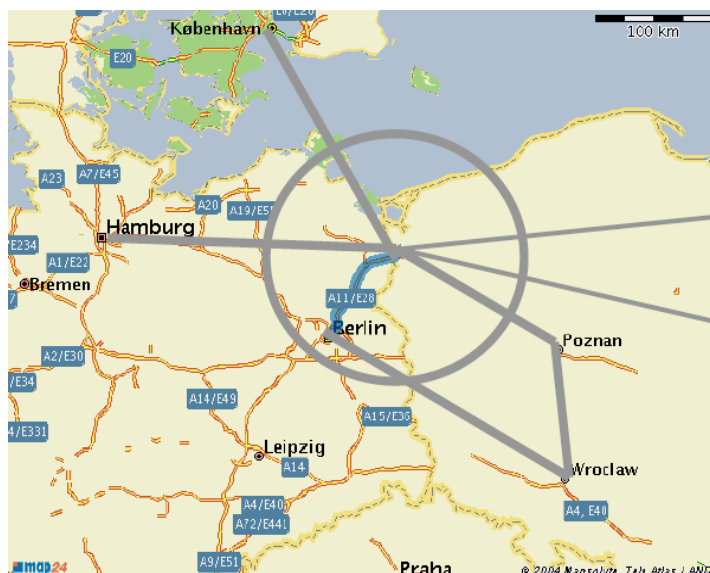 København
E20
100 km
A23
A7/E45
A20
A19/E55
Hamburg
E234
A1/E22
Bremen
A11/E28
Berlin
Poznan
A2/E30
E34
A14/E49
A15/E36
4/E331
Leipzig
A14
Wroclaw
A4/E40
A4, E40
A72/E441
A9/E51
Praha
map24
© 2004 Mapsolute, Tele Atlas